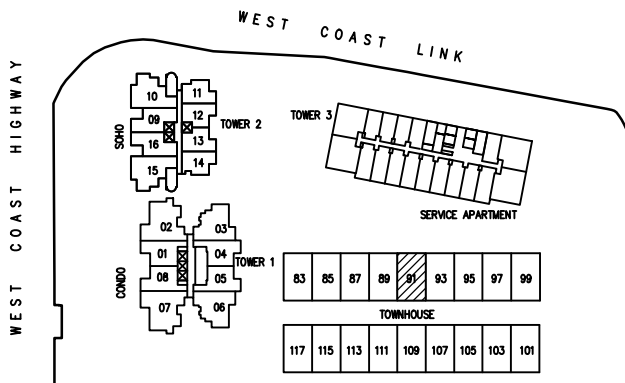 WEST COAST LINK
WEST COAST HIGHWAY
10 11
TOWER 2
09 12
SOHO
16 13
15 14
TOWER 3
SERVICE APARTMENT
02 03
01 04
TOWER 1
08 05
CONDO
07 06
83 85 87 89 91 93 95 97 99
TOWNHOUSE
117 115 113 111 109 107 105 103 101